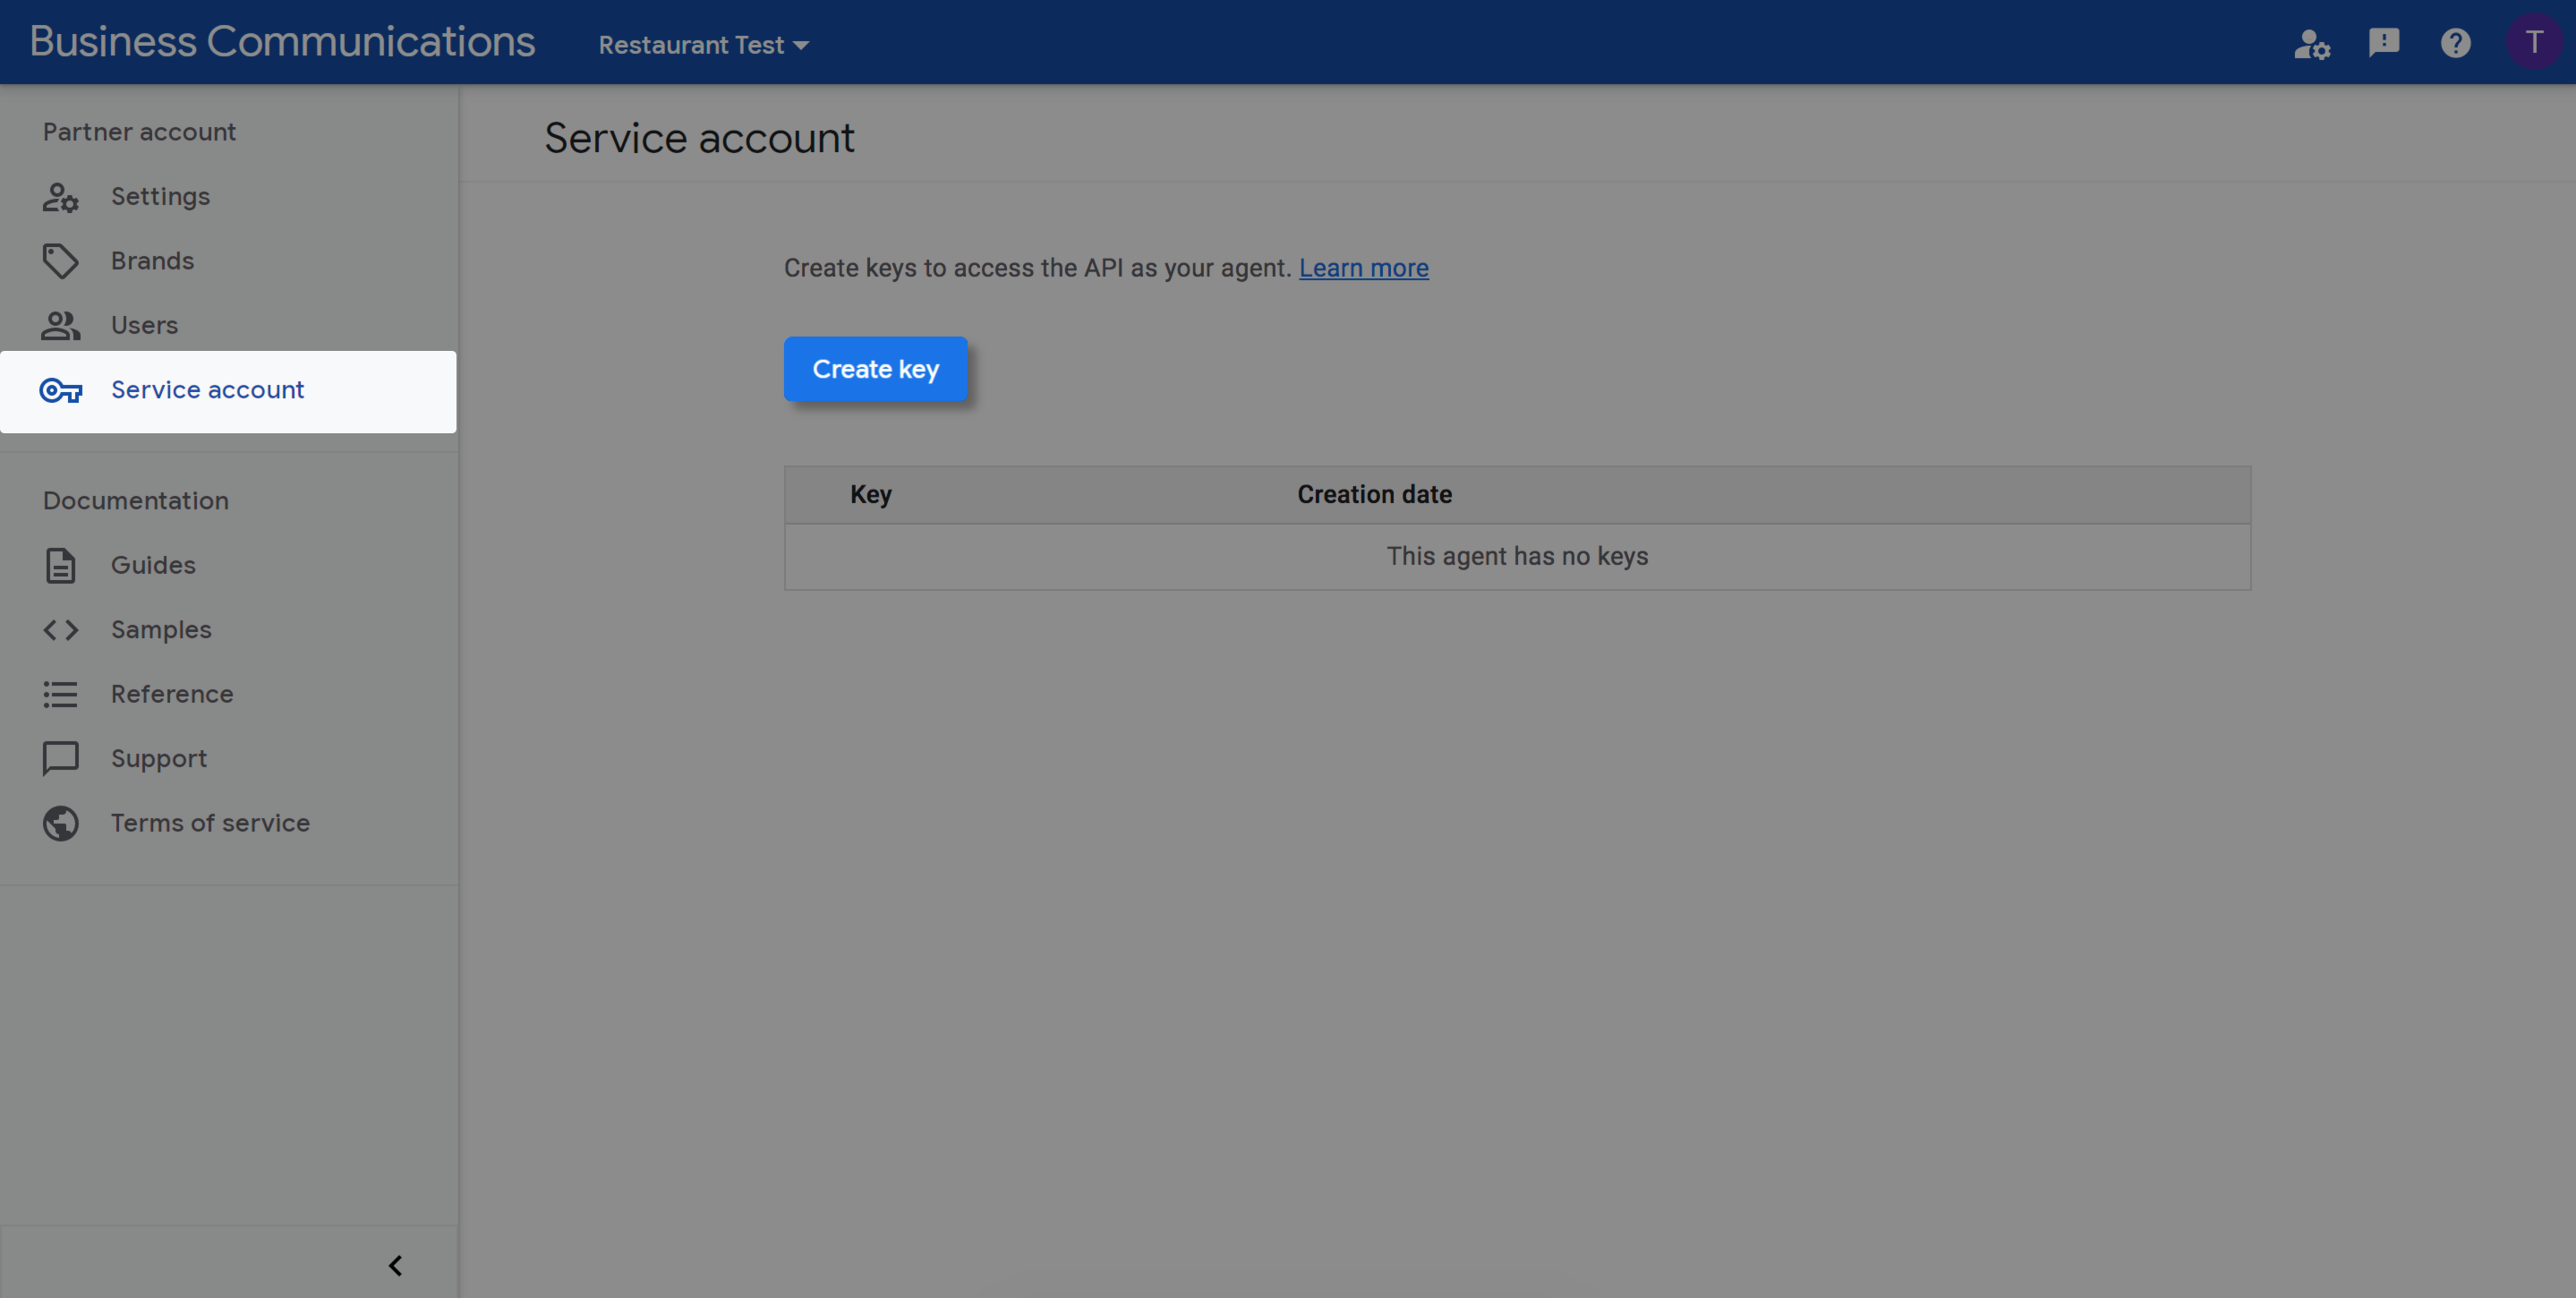 Business Communications
Restaurant Test
T
Partner account
Settings
Brands
Users
Service account
Documentation
Guides
Samples
Reference
Support
Terms of service
Service account
Create keys to access the API as your agent. Learn more
Create key
Key Creation date
This agent has no keys